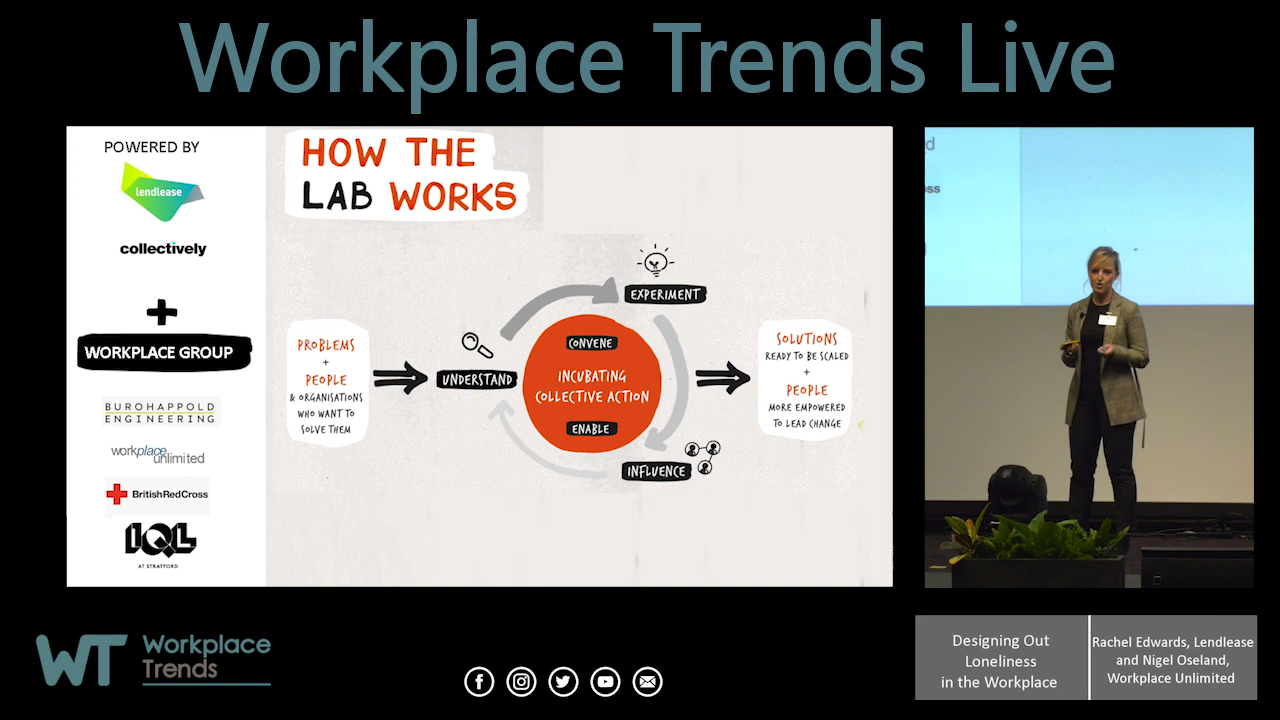 Workplace Trends Live
POWERED BY
lendlease
collectively
+
WORKPLACE GROUP
BUROHAPPOLD
ENGINEERING
workplace
unlimited
BritishRedCross
IQL
AT STRATFORD
HOW THE
LAB WORKS
PROBLEMS
+
PEOPLE
& ORGANISATIONS
WHO WANT TO
SOLVE THEM
UNDERSTAND
EXPERIMENT
CONVENE
INCUBATING
COLLECTIVE ACTION
ENABLE
INFLUENCE
SOLUTIONS
READY TO BE SCALED
+
PEOPLE
MORE EMPOWERED
TO LEAD CHANGE
WT Workplace
Trends
Designing Out
Loneliness
in the Workplace
Rachel Edwards, Lendlease
and Nigel Oseland,
Workplace Unlimited